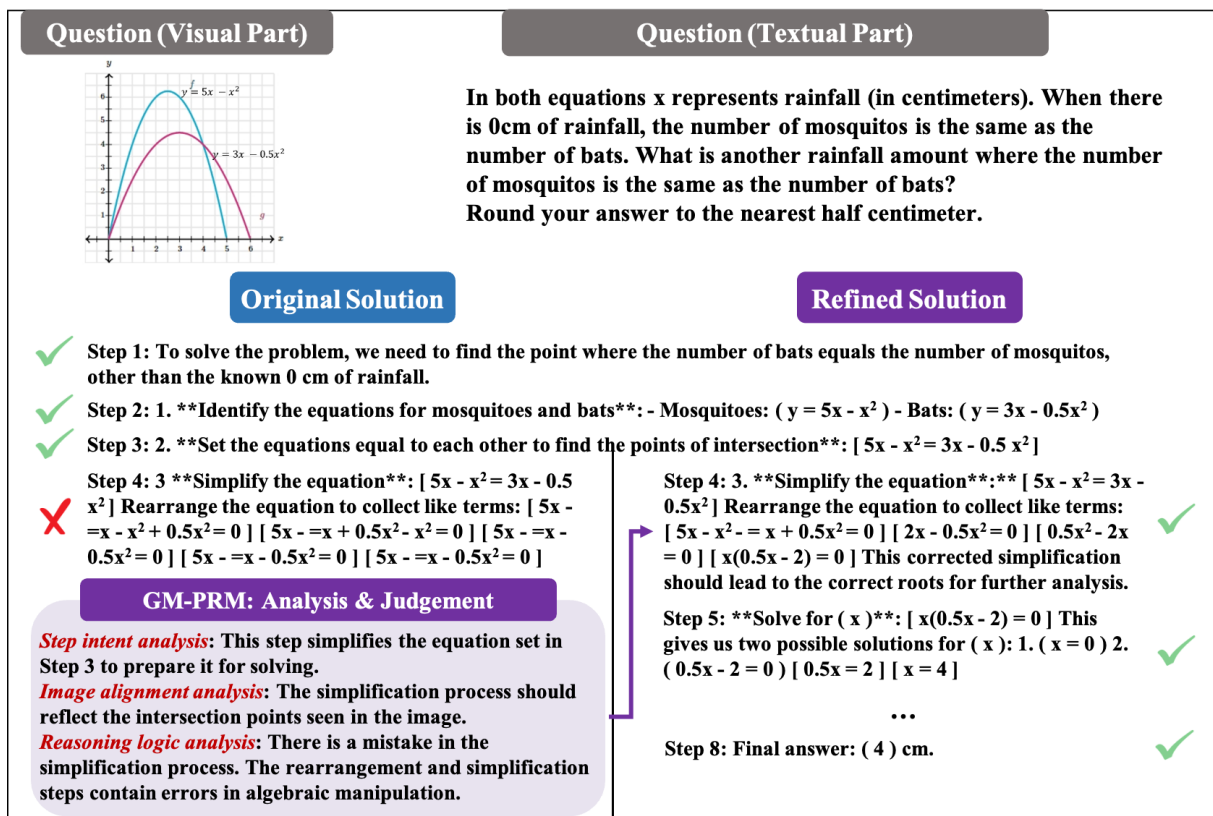 Question (Visual Part)
Question (Textual Part)
y
f
y = 5x − x²
6
5
4
3
2
1
y = 3x − 0.5x²
g
1 2 3 4 5 6
x
In both equations x represents rainfall (in centimeters). When there
is 0cm of rainfall, the number of mosquitos is the same as the
number of bats. What is another rainfall amount where the number
of mosquitos is the same as the number of bats?
Round your answer to the nearest half centimeter.
Original Solution
Refined Solution
Step 1: To solve the problem, we need to find the point where the number of bats equals the number of mosquitos,
other than the known 0 cm of rainfall.
Step 2: 1. **Identify the equations for mosquitoes and bats**: - Mosquitoes: ( y = 5x - x² ) - Bats: ( y = 3x - 0.5x² )
Step 3: 2. **Set the equations equal to each other to find the points of intersection**: [ 5x - x² = 3x - 0.5 x² ]
Step 4: 3 **Simplify the equation**: [ 5x - x² = 3x - 0.5
x² ] Rearrange the equation to collect like terms: [ 5x -
=x - x² + 0.5x² = 0 ] [ 5x - =x + 0.5x² - x² = 0 ] [ 5x - =x -
0.5x² = 0 ] [ 5x - =x - 0.5x² = 0 ] [ 5x - =x - 0.5x² = 0 ]
GM-PRM: Analysis & Judgement
Step intent analysis: This step simplifies the equation set in
Step 3 to prepare it for solving.
Image alignment analysis: The simplification process should
reflect the intersection points seen in the image.
Reasoning logic analysis: There is a mistake in the
simplification process. The rearrangement and simplification
steps contain errors in algebraic manipulation.
Step 4: 3. **Simplify the equation**:** [ 5x - x² = 3x -
0.5x² ] Rearrange the equation to collect like terms:
[ 5x - x² - = x + 0.5x² = 0 ] [ 2x - 0.5x² = 0 ] [ 0.5x² - 2x
= 0 ] [ x(0.5x - 2) = 0 ] This corrected simplification
should lead to the correct roots for further analysis.
Step 5: **Solve for ( x )**: [ x(0.5x - 2) = 0 ] This
gives us two possible solutions for ( x ): 1. ( x = 0 ) 2.
( 0.5x - 2 = 0 ) [ 0.5x = 2 ] [ x = 4 ]
...
Step 8: Final answer: ( 4 ) cm.